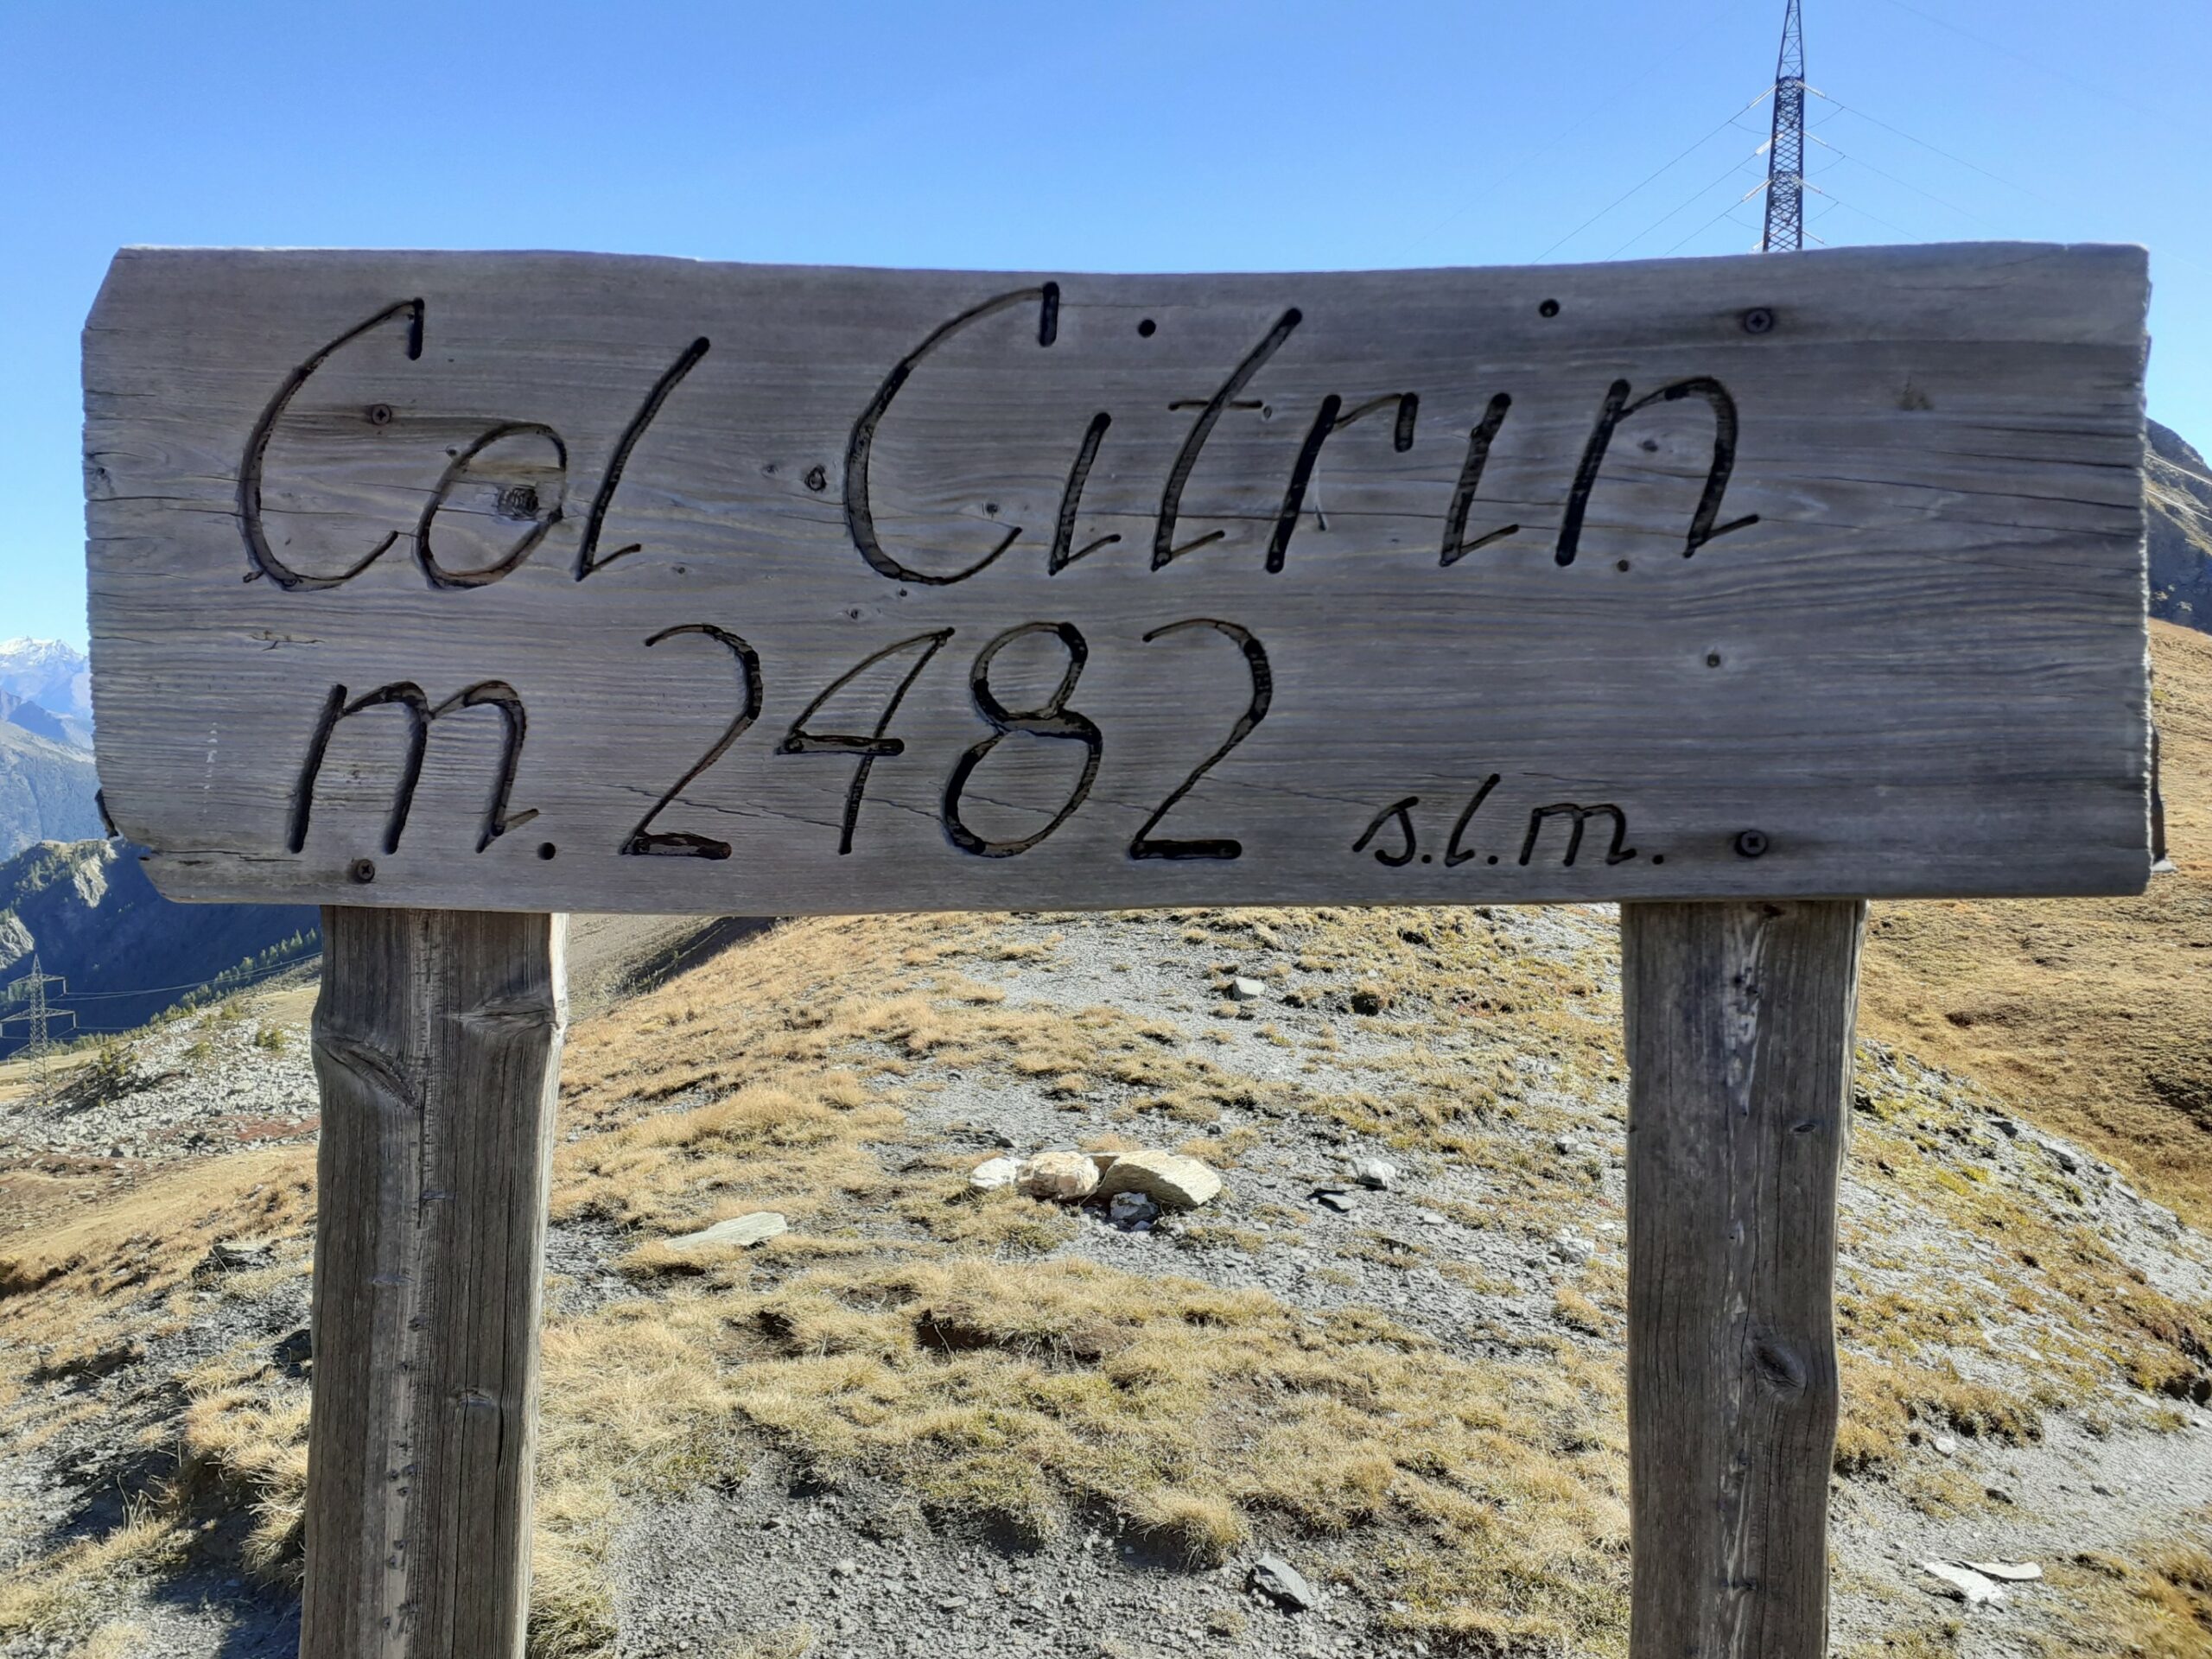 Col Citrin
m. 2482 s.l.m.